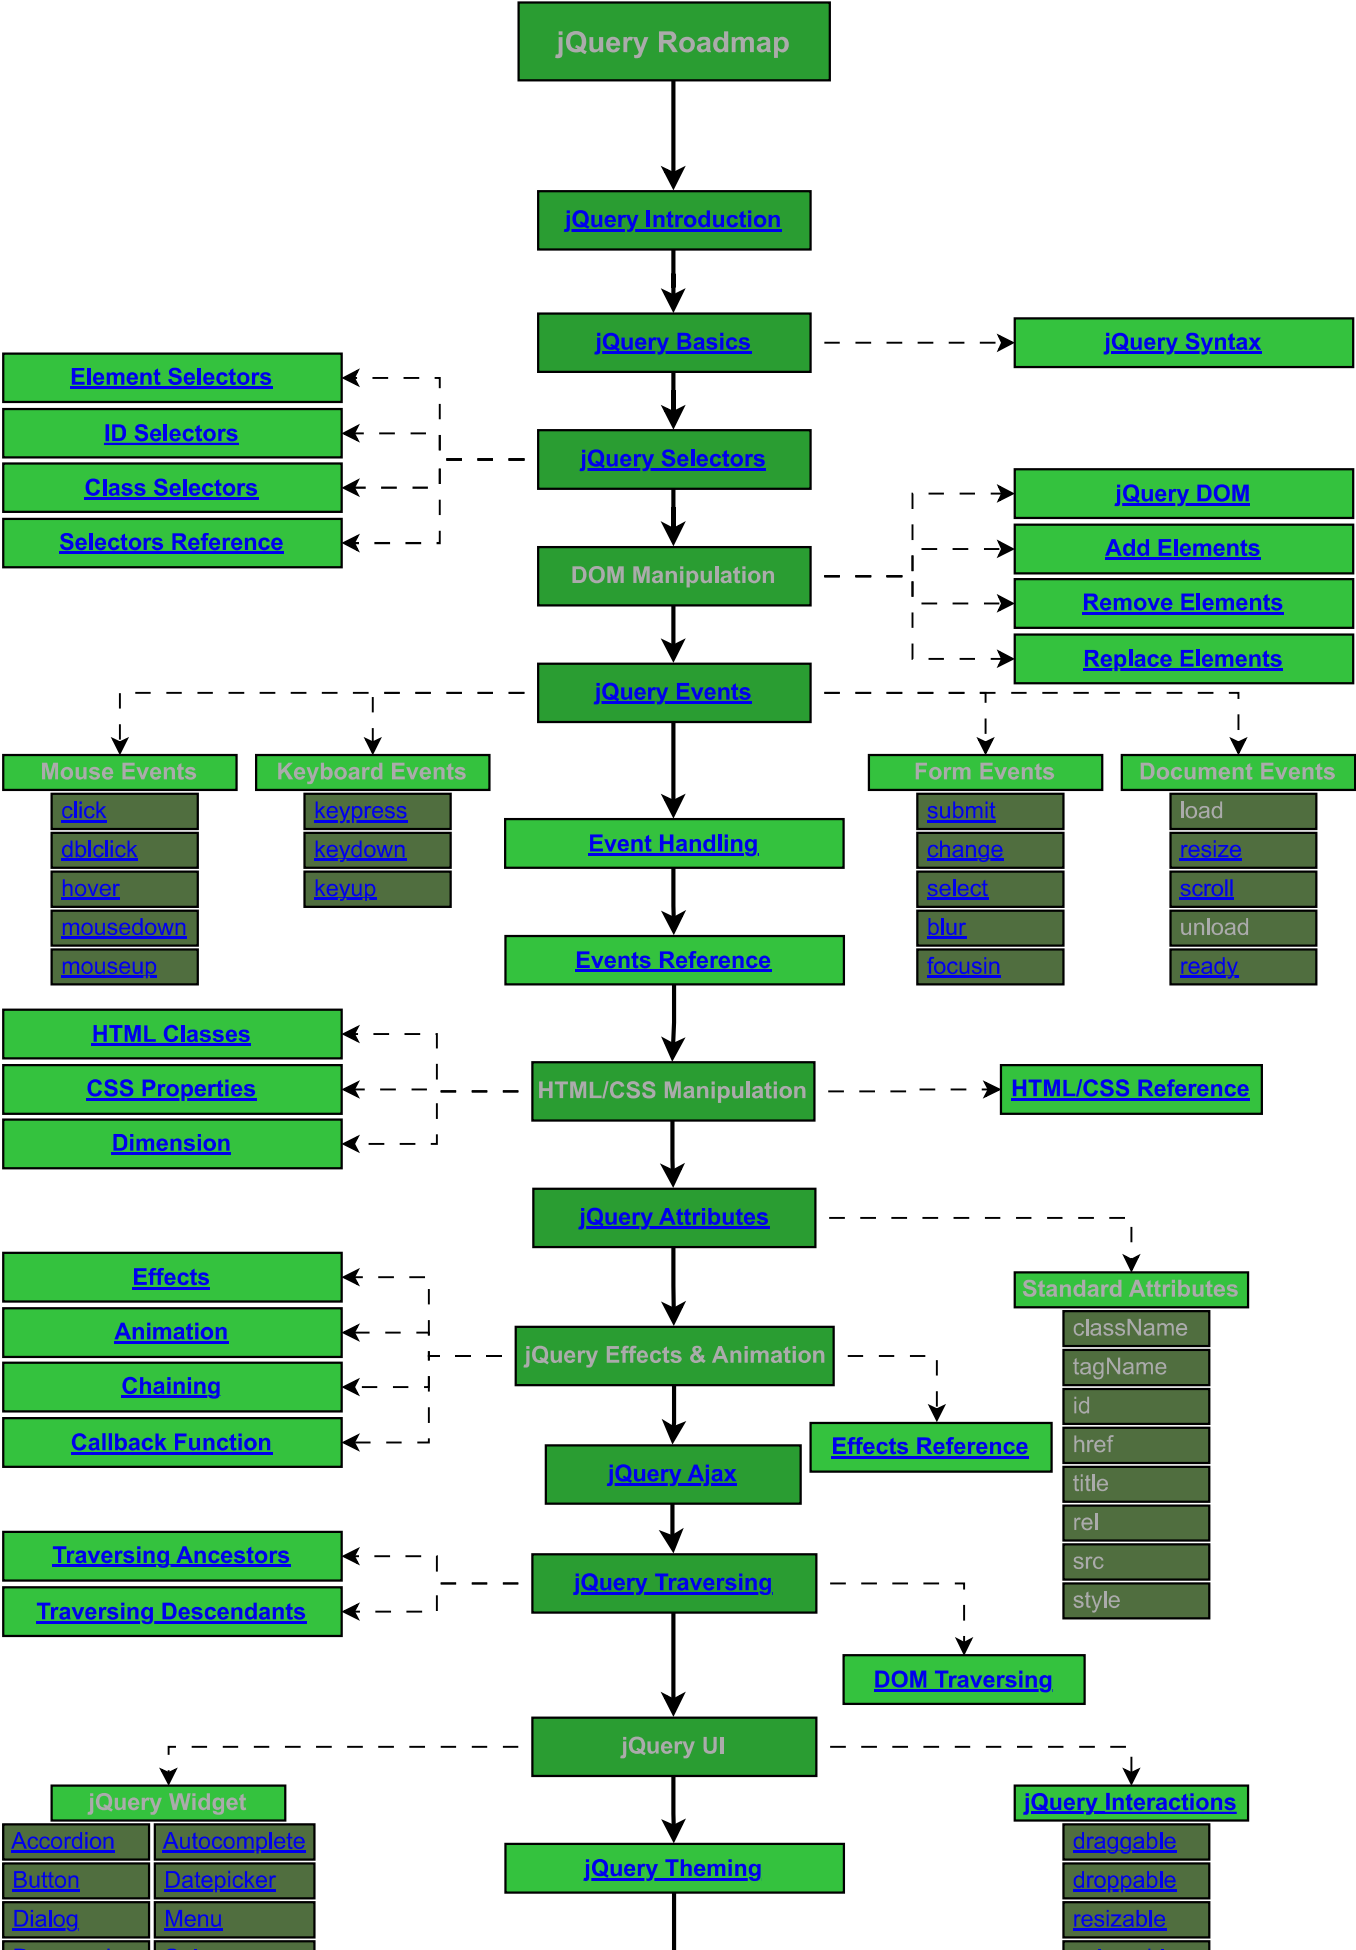 jQuery Roadmap
jQuery Introduction
jQuery Basics
jQuery Syntax
Element Selectors
ID Selectors
jQuery Selectors
Class Selectors
Selectors Reference
jQuery DOM
Add Elements
DOM Manipulation
Remove Elements
Replace Elements
jQuery Events
Mouse Events
click
dblclick
hover
mousedown
mouseup
Keyboard Events
keypress
keydown
keyup
Event Handling
Events Reference
Form Events
submit
change
select
blur
focusin
Document Events
load
resize
scroll
unload
ready
HTML Classes
CSS Properties
Dimension
HTML/CSS Manipulation
HTML/CSS Reference
jQuery Attributes
Standard Attributes
className
tagName
id
href
title
rel
src
style
Effects
Animation
Chaining
Callback Function
jQuery Effects & Animation
Effects Reference
jQuery Ajax
Traversing Ancestors
Traversing Descendants
jQuery Traversing
DOM Traversing
jQuery UI
jQuery Widget
Accordion
Autocomplete
Button
Datepicker
Dialog
Menu
jQuery Theming
jQuery Interactions
draggable
droppable
resizable